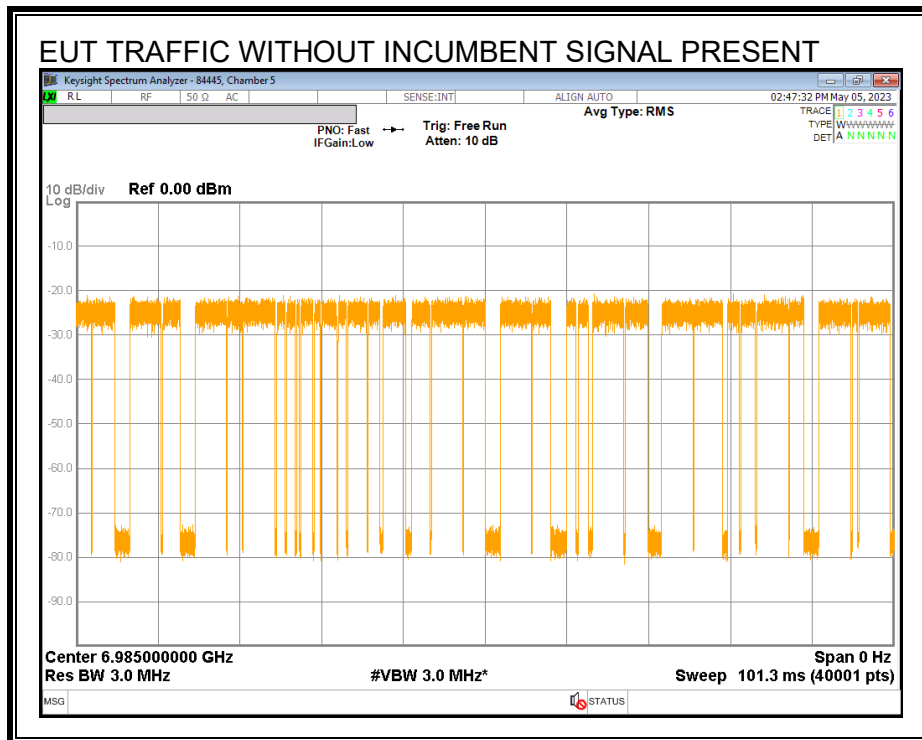 EUT TRAFFIC WITHOUT INCUMBENT SIGNAL PRESENT
Keysight Spectrum Analyzer - 84445, Chamber 5
LXI RL RF 50 Ω AC SENSE:INT ALIGN AUTO 02:47:32 PM May 05, 2023
Avg Type: RMS TRACE 1 2 3 4 5 6
PNO: Fast Trig: Free Run TYPE WWWWWW
IFGain:Low Atten: 10 dB DET A N N N N N
10 dB/div Ref 0.00 dBm
Log
-10.0
-20.0
-30.0
-40.0
-50.0
-60.0
-70.0
-80.0
-90.0
Center 6.985000000 GHz Span 0 Hz
Res BW 3.0 MHz #VBW 3.0 MHz* Sweep 101.3 ms (40001 pts)
MSG STATUS